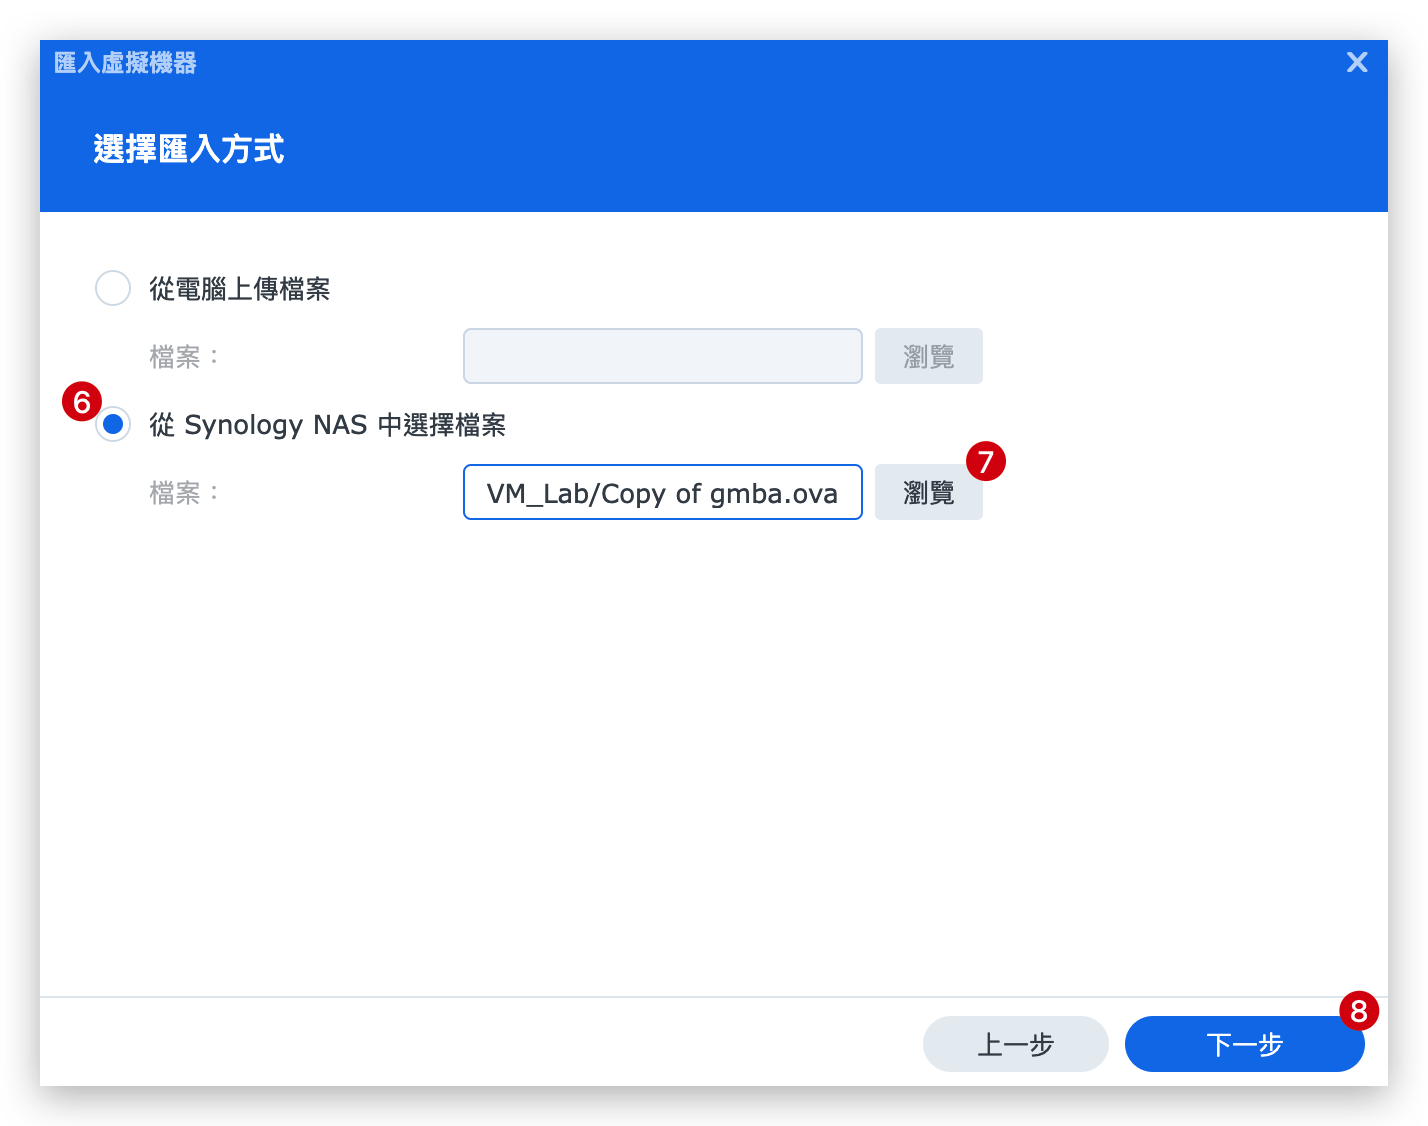 匯入虛擬機器
選擇匯入方式
從電腦上傳檔案
檔案： 瀏覽
6 從 Synology NAS 中選擇檔案
7
檔案： VM_Lab/Copy of gmba.ova 瀏覽
8
上一步 下一步